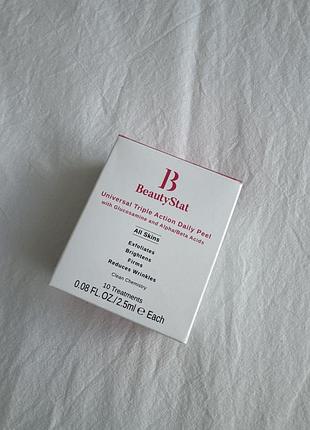 B
BeautyStat
Universal Triple Action Daily Peel
with Glucosamine and Alpha/Beta Acids
All Skins
Exfoliates
Brightens
Firms
Reduces Wrinkles
Clean Chemistry
10 Treatments
0.08 FL.OZ./2.5ml ℮ Each